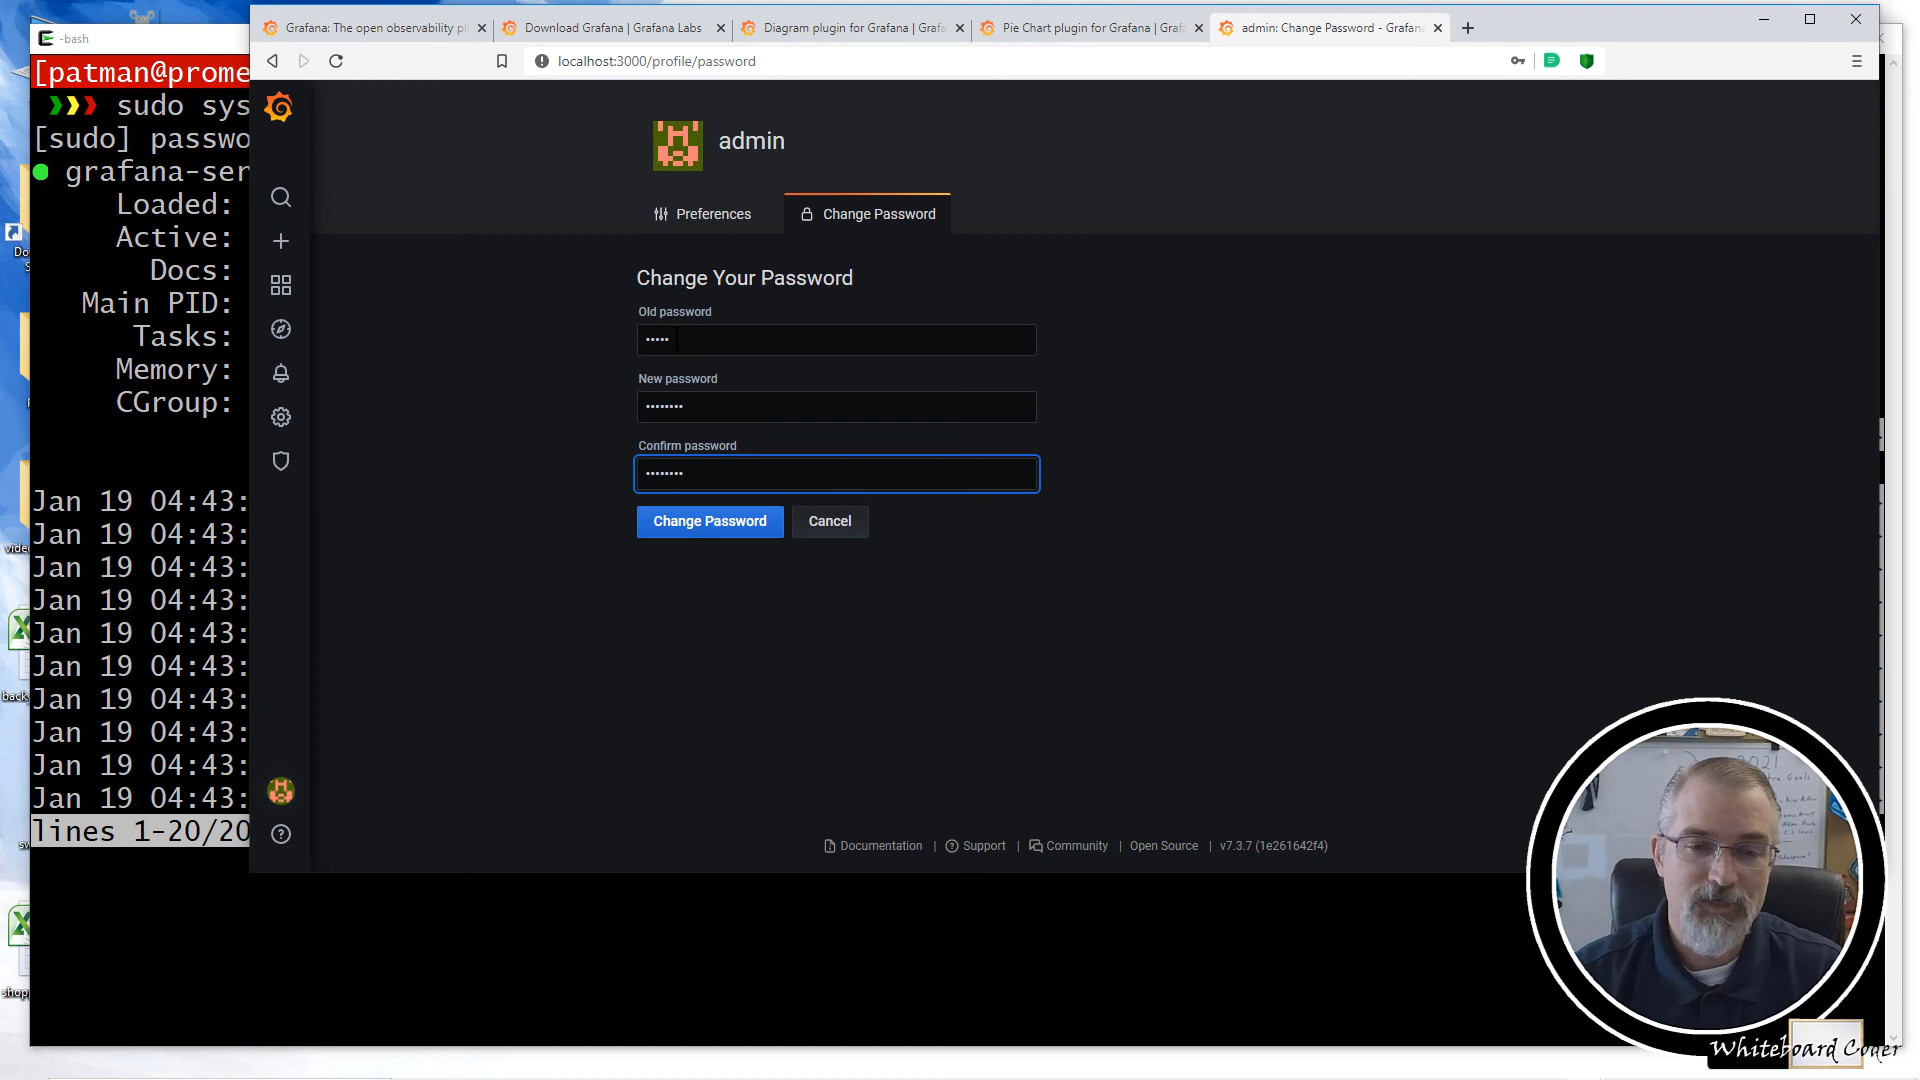 Grafana: The open observability pl
Download Grafana | Grafana Labs
Diagram plugin for Grafana | Grafa
Pie Chart plugin for Grafana | Graf
admin: Change Password - Grafana
-bash
localhost:3000/profile/password
[patman@prome
sudo sys
[sudo] passwo
grafana-ser
Loaded:
Active:
Docs:
Main PID:
Tasks:
Memory:
CGroup:
Jan 19 04:43:
Jan 19 04:43:
Jan 19 04:43:
Jan 19 04:43:
Jan 19 04:43:
Jan 19 04:43:
Jan 19 04:43:
Jan 19 04:43:
Jan 19 04:43:
Jan 19 04:43:
lines 1-20/20
admin
Preferences
Change Password
Change Your Password
Old password
•••••
New password
••••••••
Confirm password
••••••••
Change Password
Cancel
Documentation | Support | Community | Open Source | v7.3.7 (1e261642f4)
2021
Goals
Whiteboard Coder